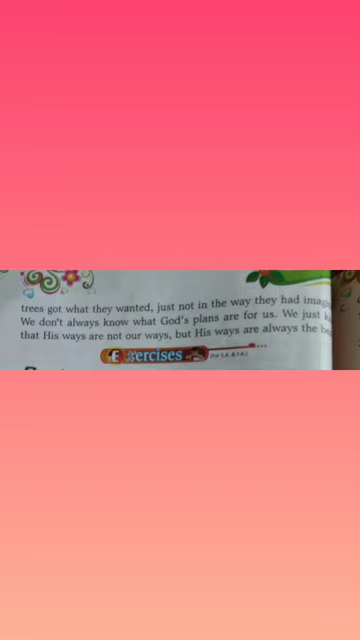 trees got what they wanted, just not in the way they had
We don't always know what God's plans are for us. We just
that His ways are not our ways, but His ways are always the
Exercises (For S.A. & F.A.)